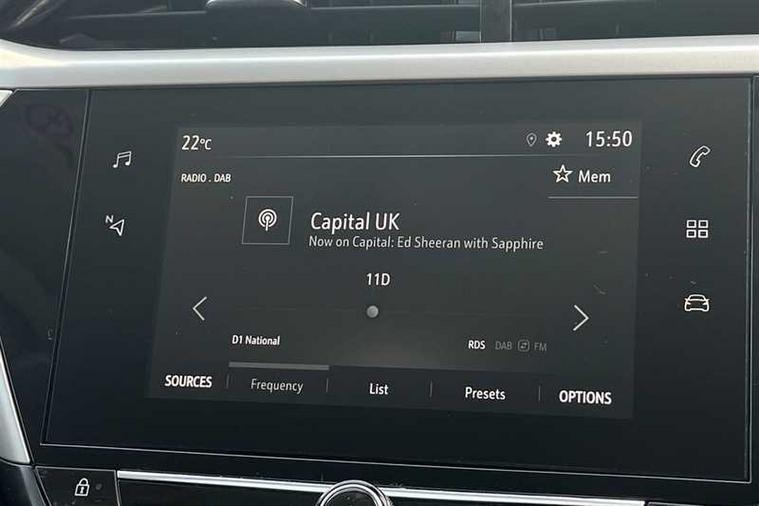 22°C 15:50
RADIO . DAB Mem
N
Capital UK
Now on Capital: Ed Sheeran with Sapphire
11D
D1 National RDS DAB FM
SOURCES Frequency List Presets OPTIONS